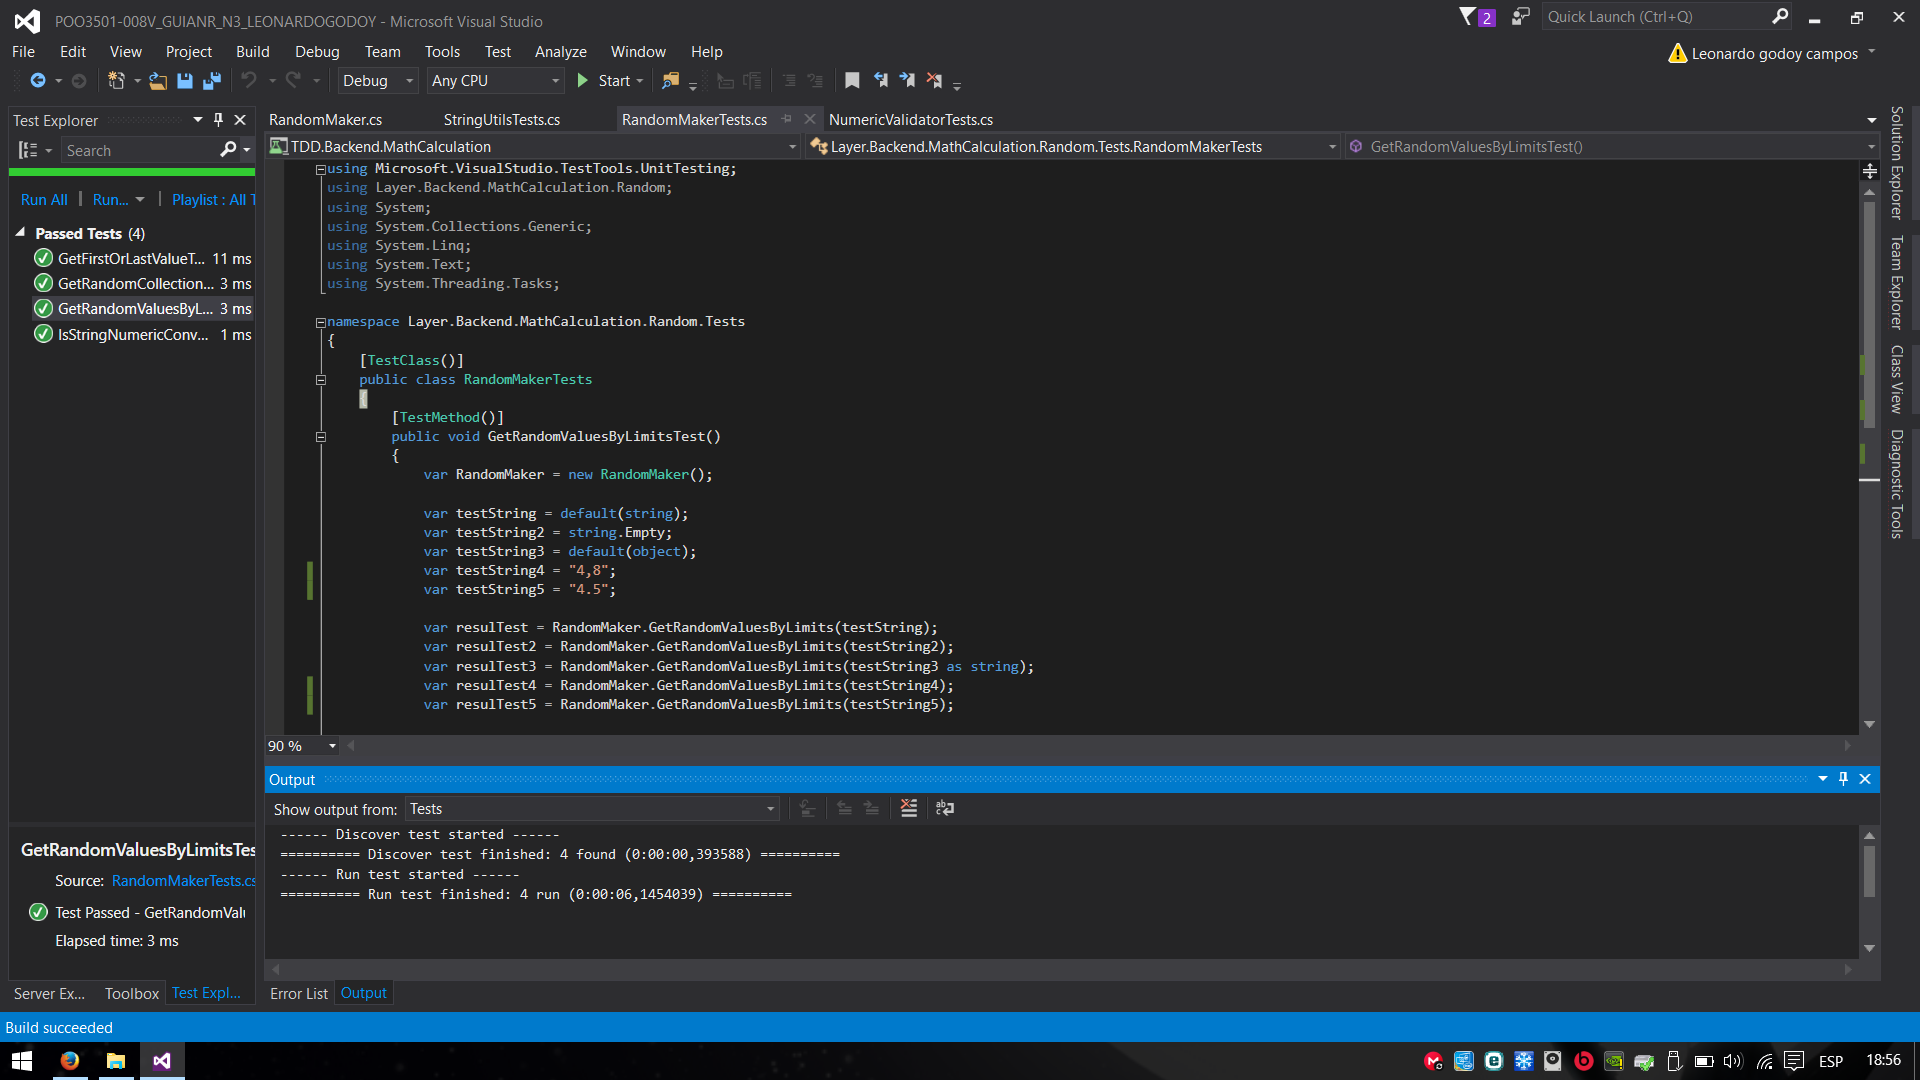 POO3501-008V_GUIANR_N3_LEONARDOGODOY - Microsoft Visual Studio
2
Quick Launch (Ctrl+Q)
File Edit View Project Build Debug Team Tools Test Analyze Window Help
Leonardo godoy campos
Debug Any CPU Start
Test Explorer
Search
Run All Run... Playlist : All T
Passed Tests (4)
GetFirstOrLastValueT... 11 ms
GetRandomCollection... 3 ms
GetRandomValuesByL... 3 ms
IsStringNumericConv... 1 ms
GetRandomValuesByLimitsTes
Source: RandomMakerTests.cs
Test Passed - GetRandomValu
Elapsed time: 3 ms
Server Ex... Toolbox Test Expl...
RandomMaker.cs StringUtilsTests.cs RandomMakerTests.cs NumericValidatorTests.cs
TDD.Backend.MathCalculation Layer.Backend.MathCalculation.Random.Tests.RandomMakerTests GetRandomValuesByLimitsTest()
using Microsoft.VisualStudio.TestTools.UnitTesting;
using Layer.Backend.MathCalculation.Random;
using System;
using System.Collections.Generic;
using System.Linq;
using System.Text;
using System.Threading.Tasks;
namespace Layer.Backend.MathCalculation.Random.Tests
{
[TestClass()]
public class RandomMakerTests
{
[TestMethod()]
public void GetRandomValuesByLimitsTest()
{
var RandomMaker = new RandomMaker();
var testString = default(string);
var testString2 = string.Empty;
var testString3 = default(object);
var testString4 = "4,8";
var testString5 = "4.5";
var resulTest = RandomMaker.GetRandomValuesByLimits(testString);
var resulTest2 = RandomMaker.GetRandomValuesByLimits(testString2);
var resulTest3 = RandomMaker.GetRandomValuesByLimits(testString3 as string);
var resulTest4 = RandomMaker.GetRandomValuesByLimits(testString4);
var resulTest5 = RandomMaker.GetRandomValuesByLimits(testString5);
90 %
Output
Show output from: Tests
------ Discover test started ------
========== Discover test finished: 4 found (0:00:00,393588) ==========
------ Run test started ------
========== Run test finished: 4 run (0:00:06,1454039) ==========
Error List Output
Solution Explorer
Team Explorer
Class View
Diagnostic Tools
Build succeeded
ESP 18:56